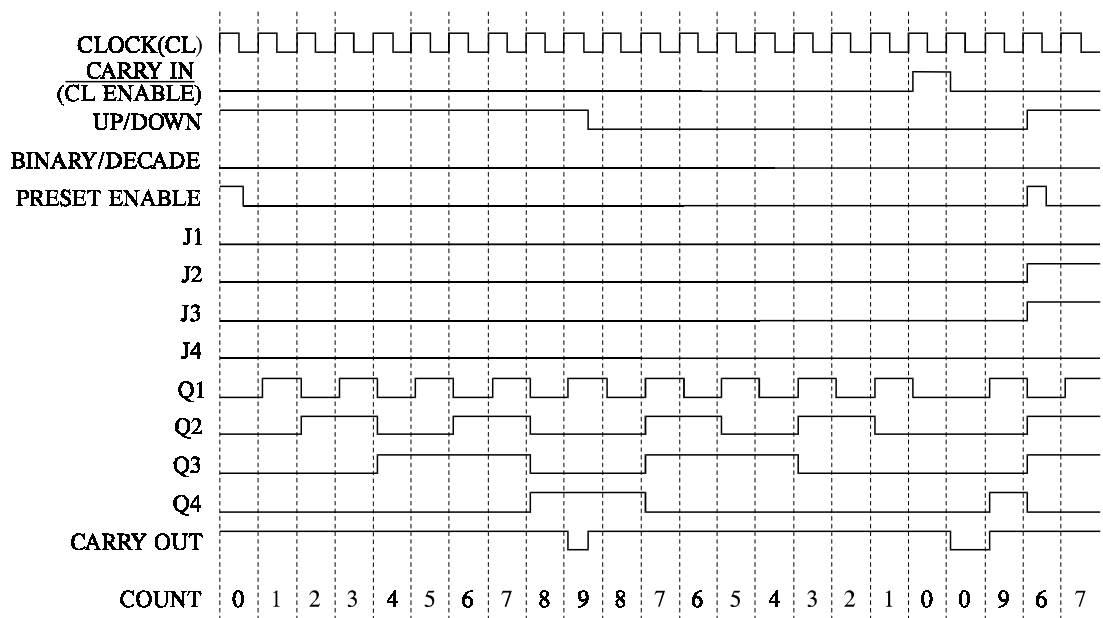 CLOCK(CL)
CARRY IN
(CL ENABLE)
UP/DOWN
BINARY/DECADE
PRESET ENABLE
J1
J2
J3
J4
Q1
Q2
Q3
Q4
CARRY OUT
COUNT 0 1 2 3 4 5 6 7 8 9 8 7 6 5 4 3 2 1 0 0 9 6 7